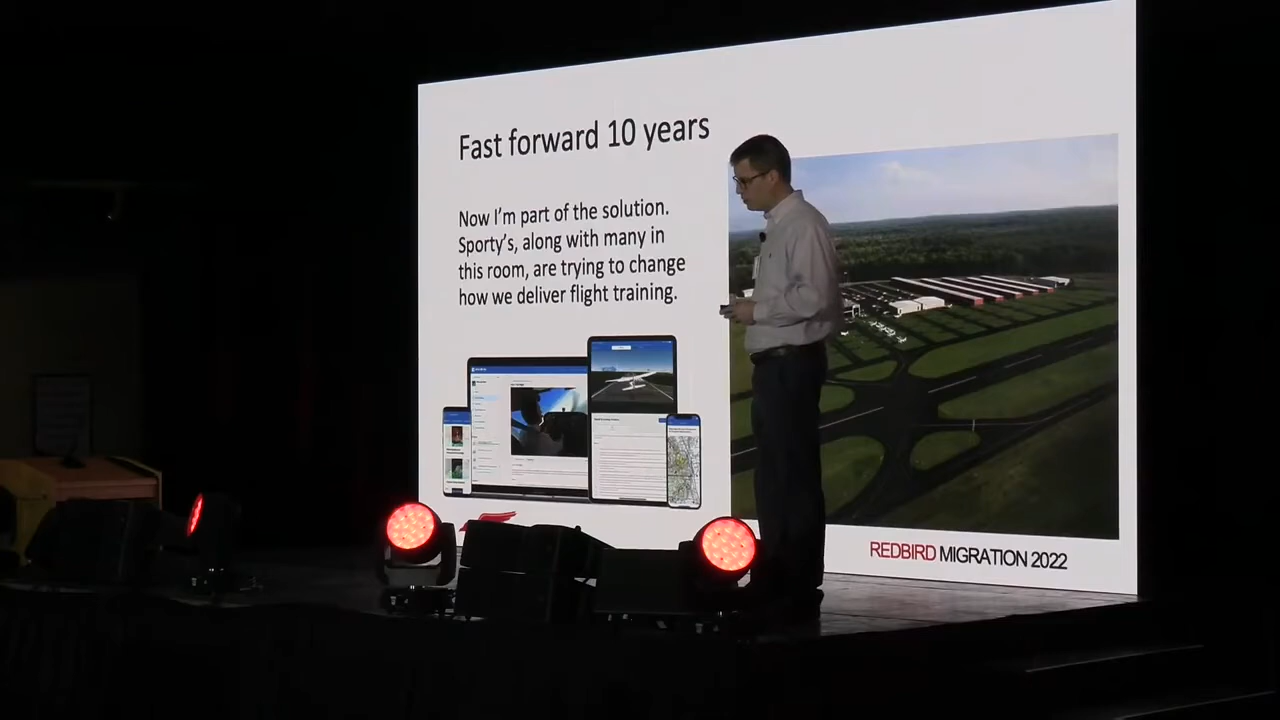 Fast forward 10 years
Now I'm part of the solution.
Sporty's, along with many in
this room, are trying to change
how we deliver flight training.
REDBIRD MIGRATION 2022